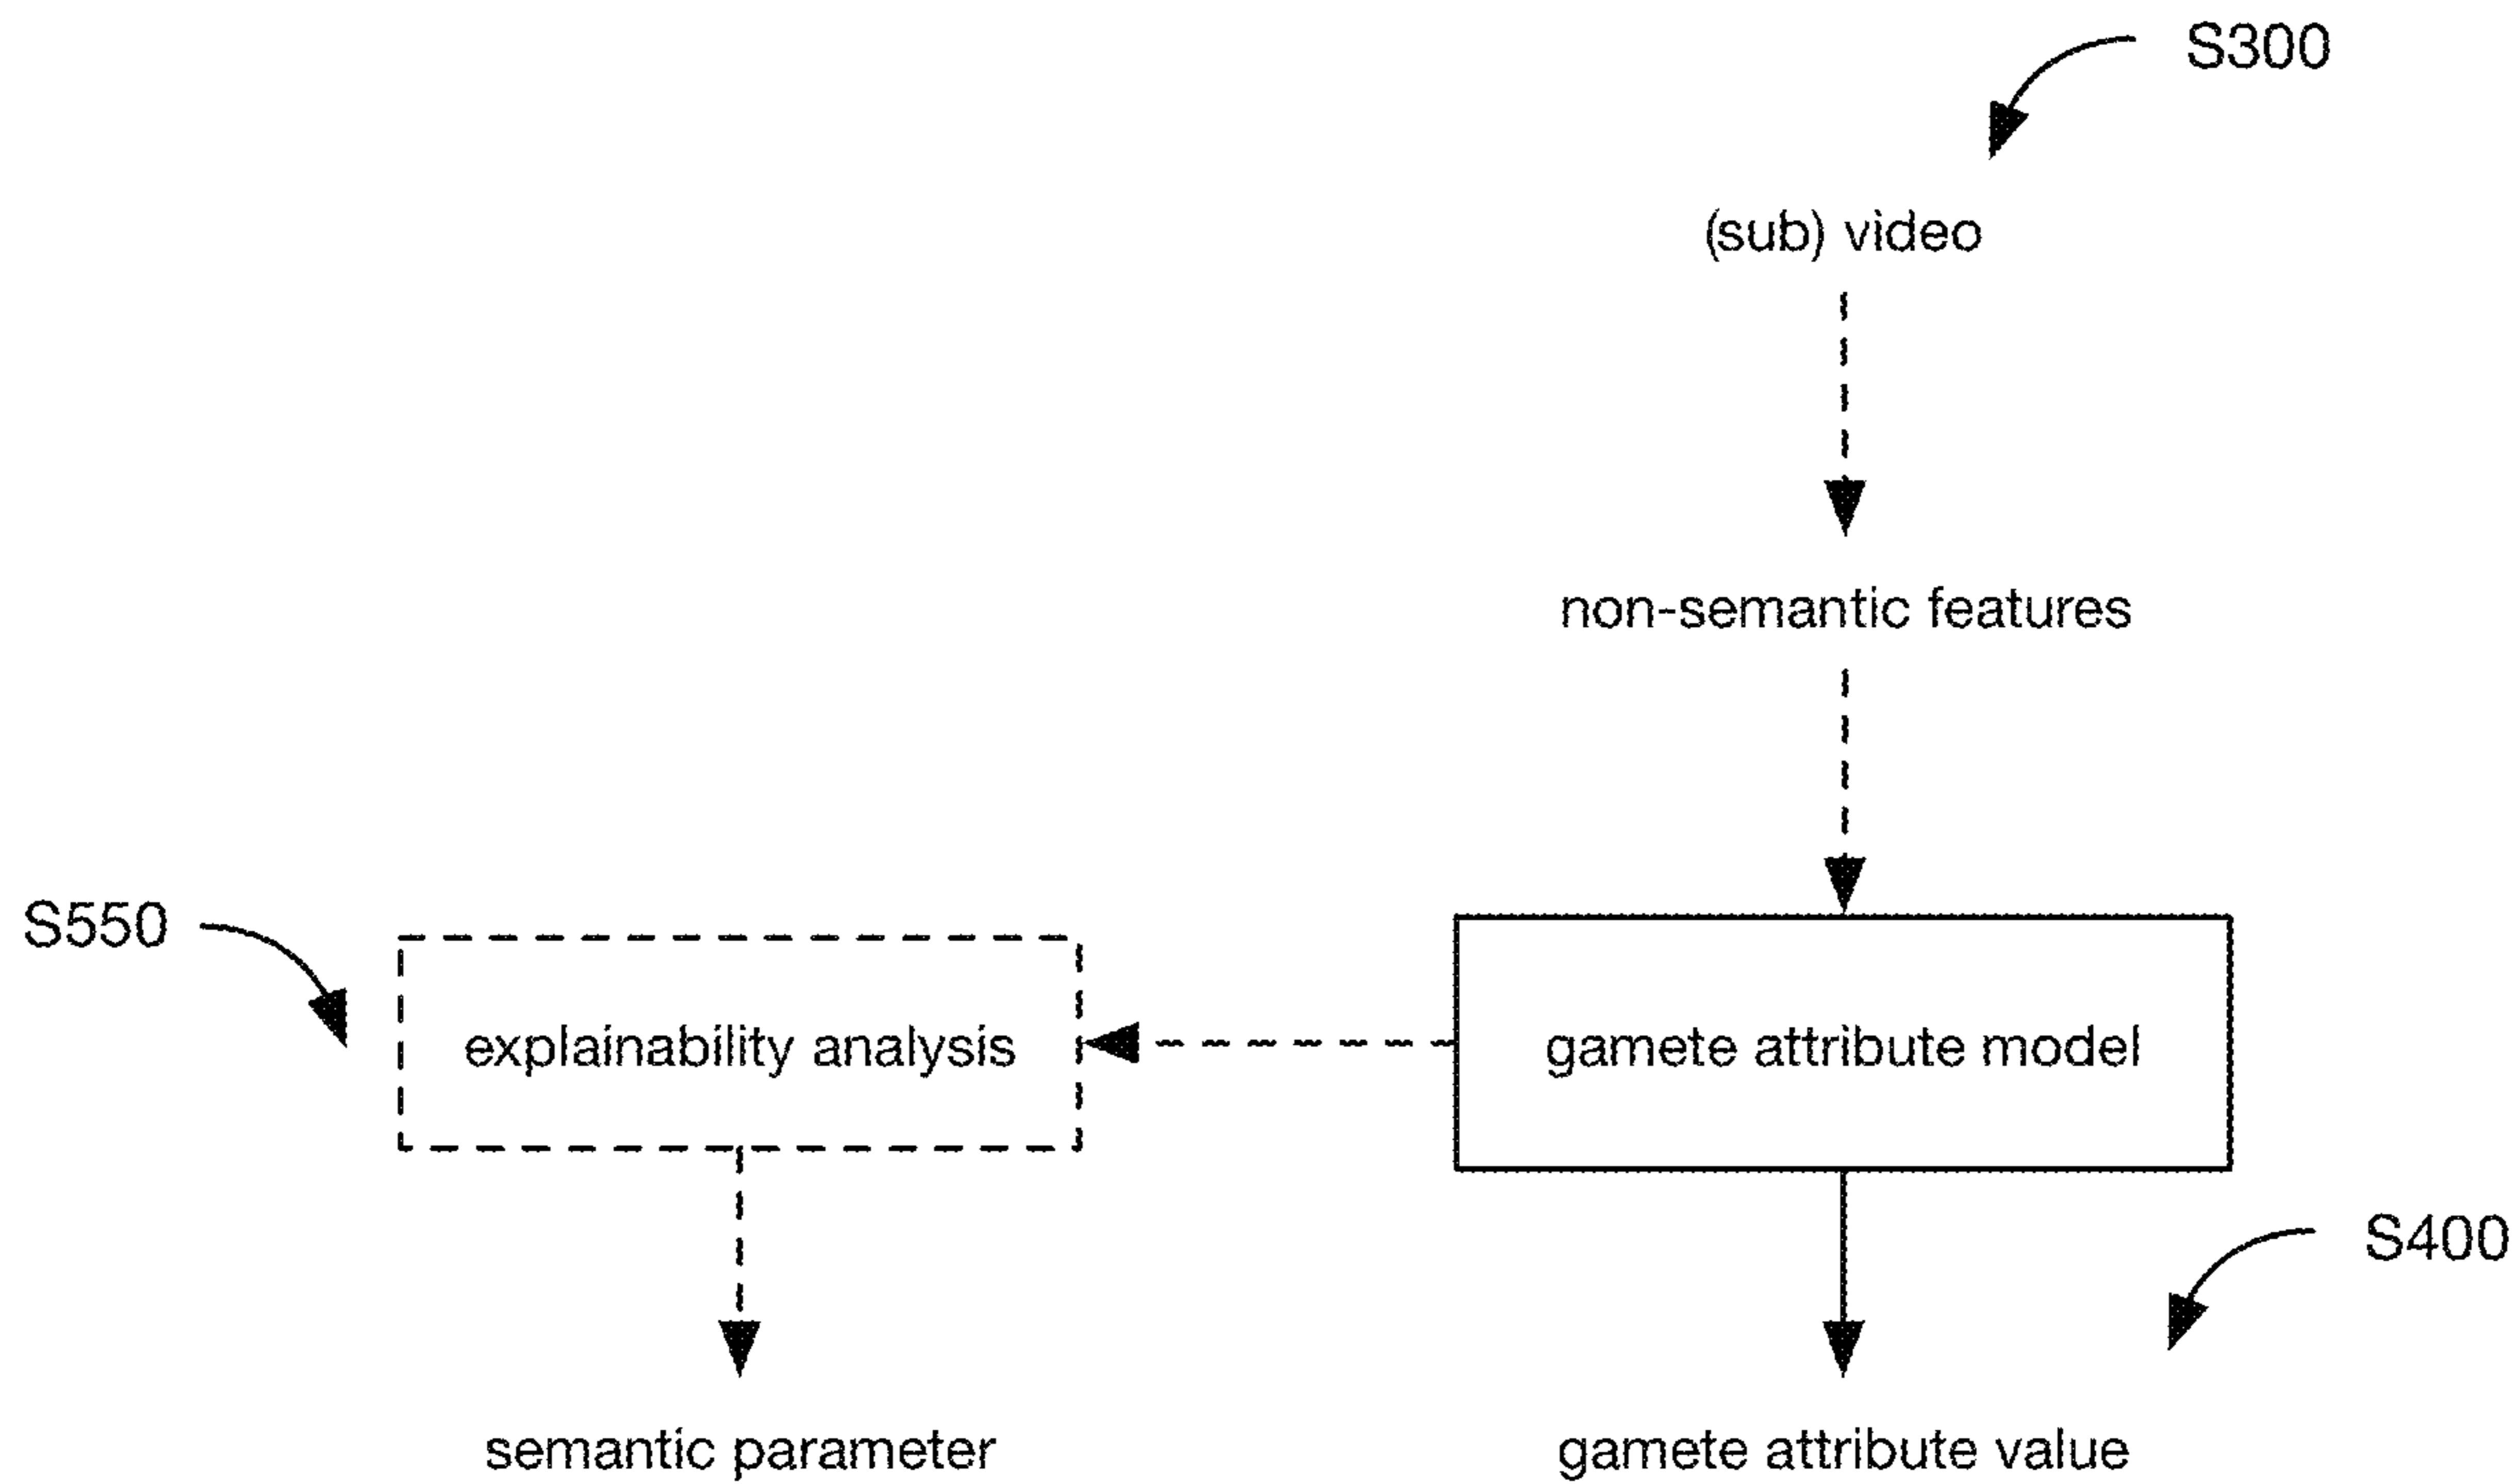 S300
(sub) video
non-semantic features
S550
explainability analysis
gamete attribute model
S400
semantic parameter
gamete attribute value